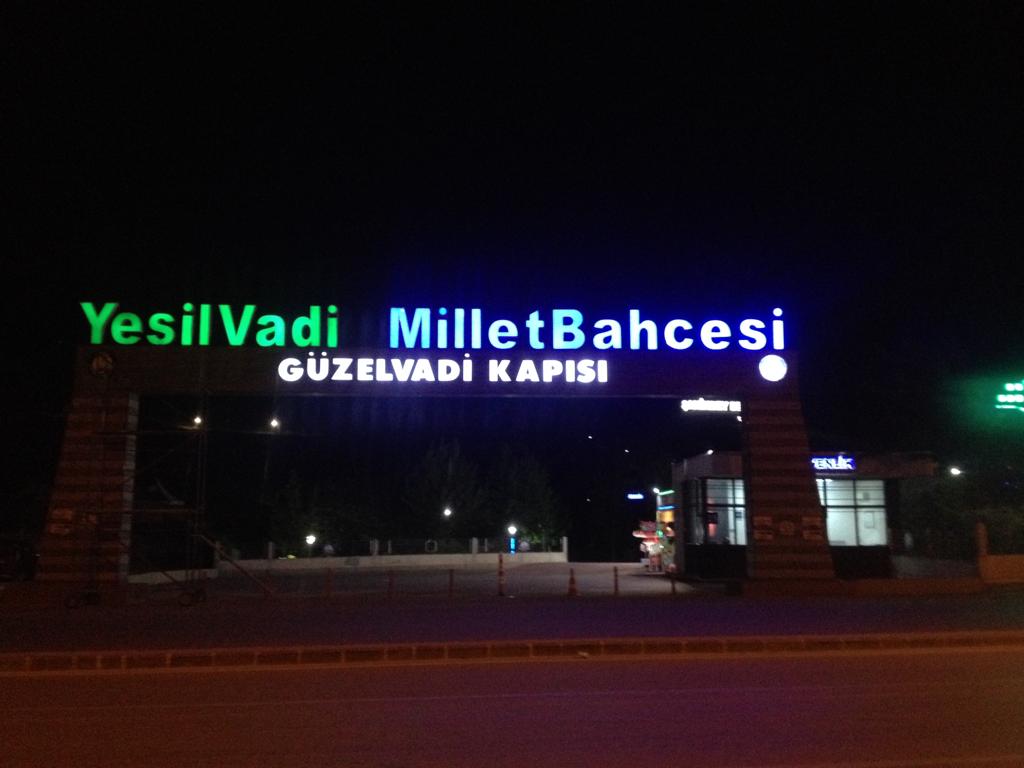 YesilVadi MilletBahcesi
GÜZELVADİ KAPISI